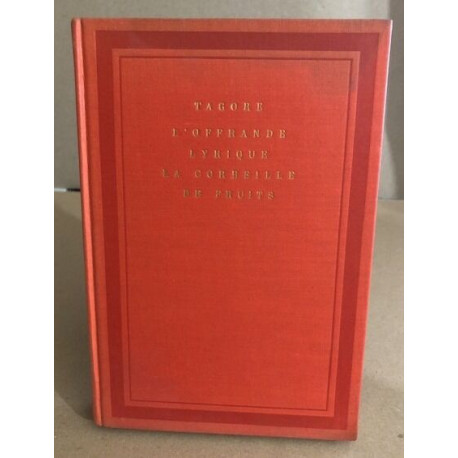 TAGORE
L'OFFRANDE
LYRIQUE
LA CORBEILLE
DE FRUITS